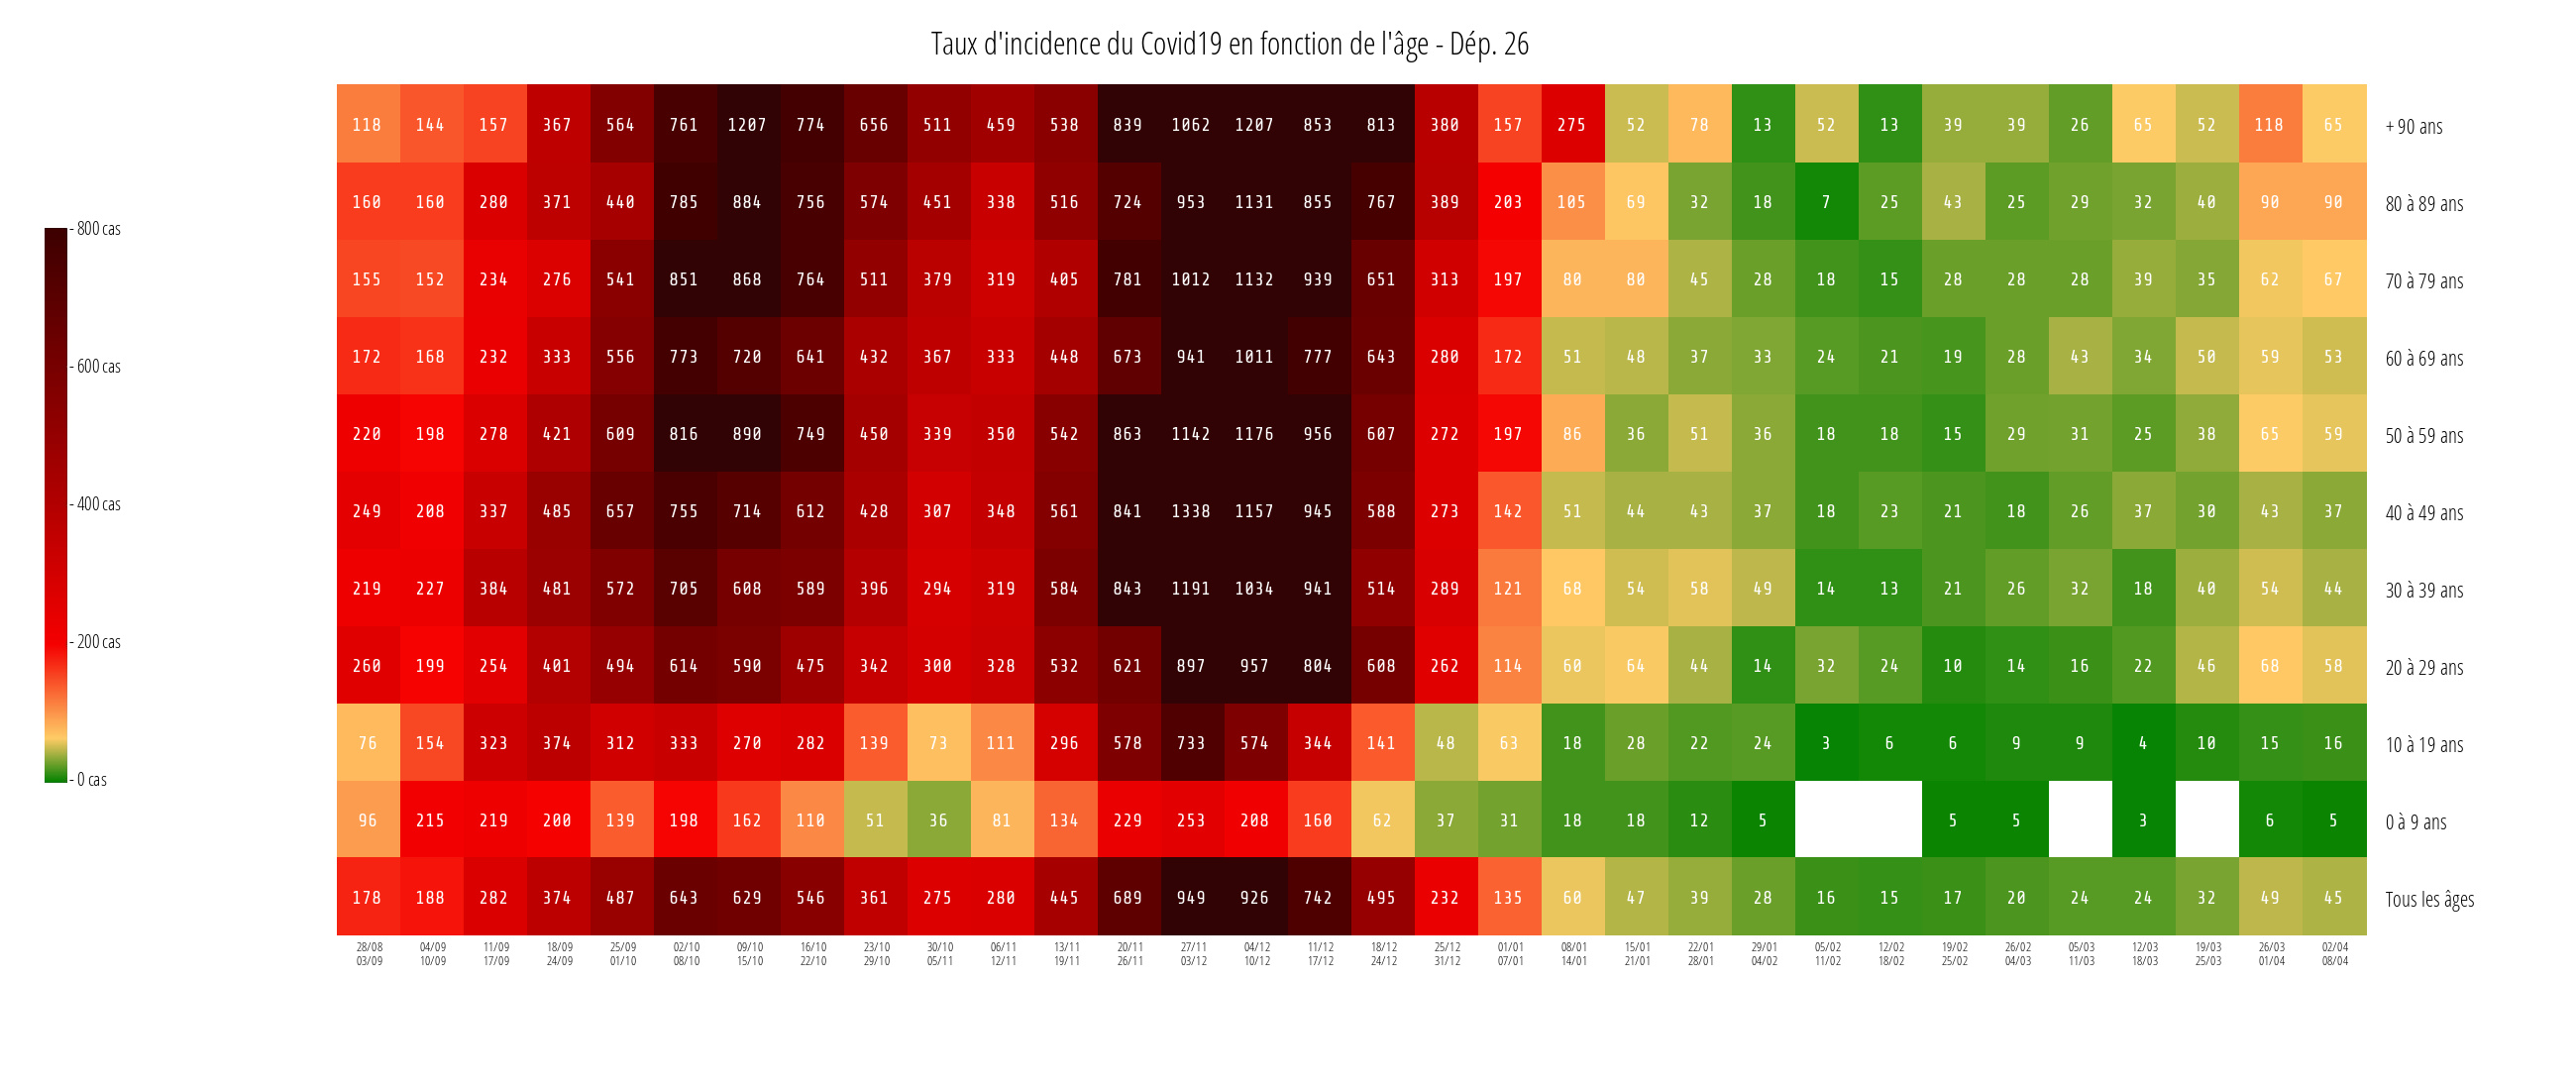 Taux d'incidence du Covid19 en fonction de l'âge - Dép. 26
118 144 157 367 564 761 1207 774 656 511 459 538 839 1062 1207 853 813 380 157 275 52 78 13 52 13 39 39 26 65 52 118 65 + 90 ans
160 160 280 371 440 785 884 756 574 451 338 516 724 953 1131 855 767 389 203 105 69 32 18 7 25 43 25 29 32 40 90 90 80 à 89 ans
155 152 234 276 541 851 868 764 511 379 319 405 781 1012 1132 939 651 313 197 80 80 45 28 18 15 28 28 28 39 35 62 67 70 à 79 ans
172 168 232 333 556 773 720 641 432 367 333 448 673 941 1011 777 643 280 172 51 48 37 33 24 21 19 28 43 34 50 59 53 60 à 69 ans
220 198 278 421 609 816 890 749 450 339 350 542 863 1142 1176 956 607 272 197 86 36 51 36 18 18 15 29 31 25 38 65 59 50 à 59 ans
249 208 337 485 657 755 714 612 428 307 348 561 841 1338 1157 945 588 273 142 51 44 43 37 18 23 21 18 26 37 30 43 37 40 à 49 ans
219 227 384 481 572 705 608 589 396 294 319 584 843 1191 1034 941 514 289 121 68 54 58 49 14 13 21 26 32 18 40 54 44 30 à 39 ans
260 199 254 401 494 614 590 475 342 300 328 532 621 897 957 804 608 262 114 60 64 44 14 32 24 10 14 16 22 46 68 58 20 à 29 ans
76 154 323 374 312 333 270 282 139 73 111 296 578 733 574 344 141 48 63 18 28 22 24 3 6 6 9 9 4 10 15 16 10 à 19 ans
96 215 219 200 139 198 162 110 51 36 81 134 229 253 208 160 62 37 31 18 18 12 5 5 5 3 6 5 0 à 9 ans
178 188 282 374 487 643 629 546 361 275 280 445 689 949 926 742 495 232 135 60 47 39 28 16 15 17 20 24 24 32 49 45 Tous les âges
28/08 04/09 11/09 18/09 25/09 02/10 09/10 16/10 23/10 30/10 06/11 13/11 20/11 27/11 04/12 11/12 18/12 25/12 01/01 08/01 15/01 22/01 29/01 05/02 12/02 19/02 26/02 05/03 12/03 19/03 26/03 02/04
03/09 10/09 17/09 24/09 01/10 08/10 15/10 22/10 29/10 05/11 12/11 19/11 26/11 03/12 10/12 17/12 24/12 31/12 07/01 14/01 21/01 28/01 04/02 11/02 18/02 25/02 04/03 11/03 18/03 25/03 01/04 08/04
- 800 cas
- 600 cas
- 400 cas
- 200 cas
- 0 cas